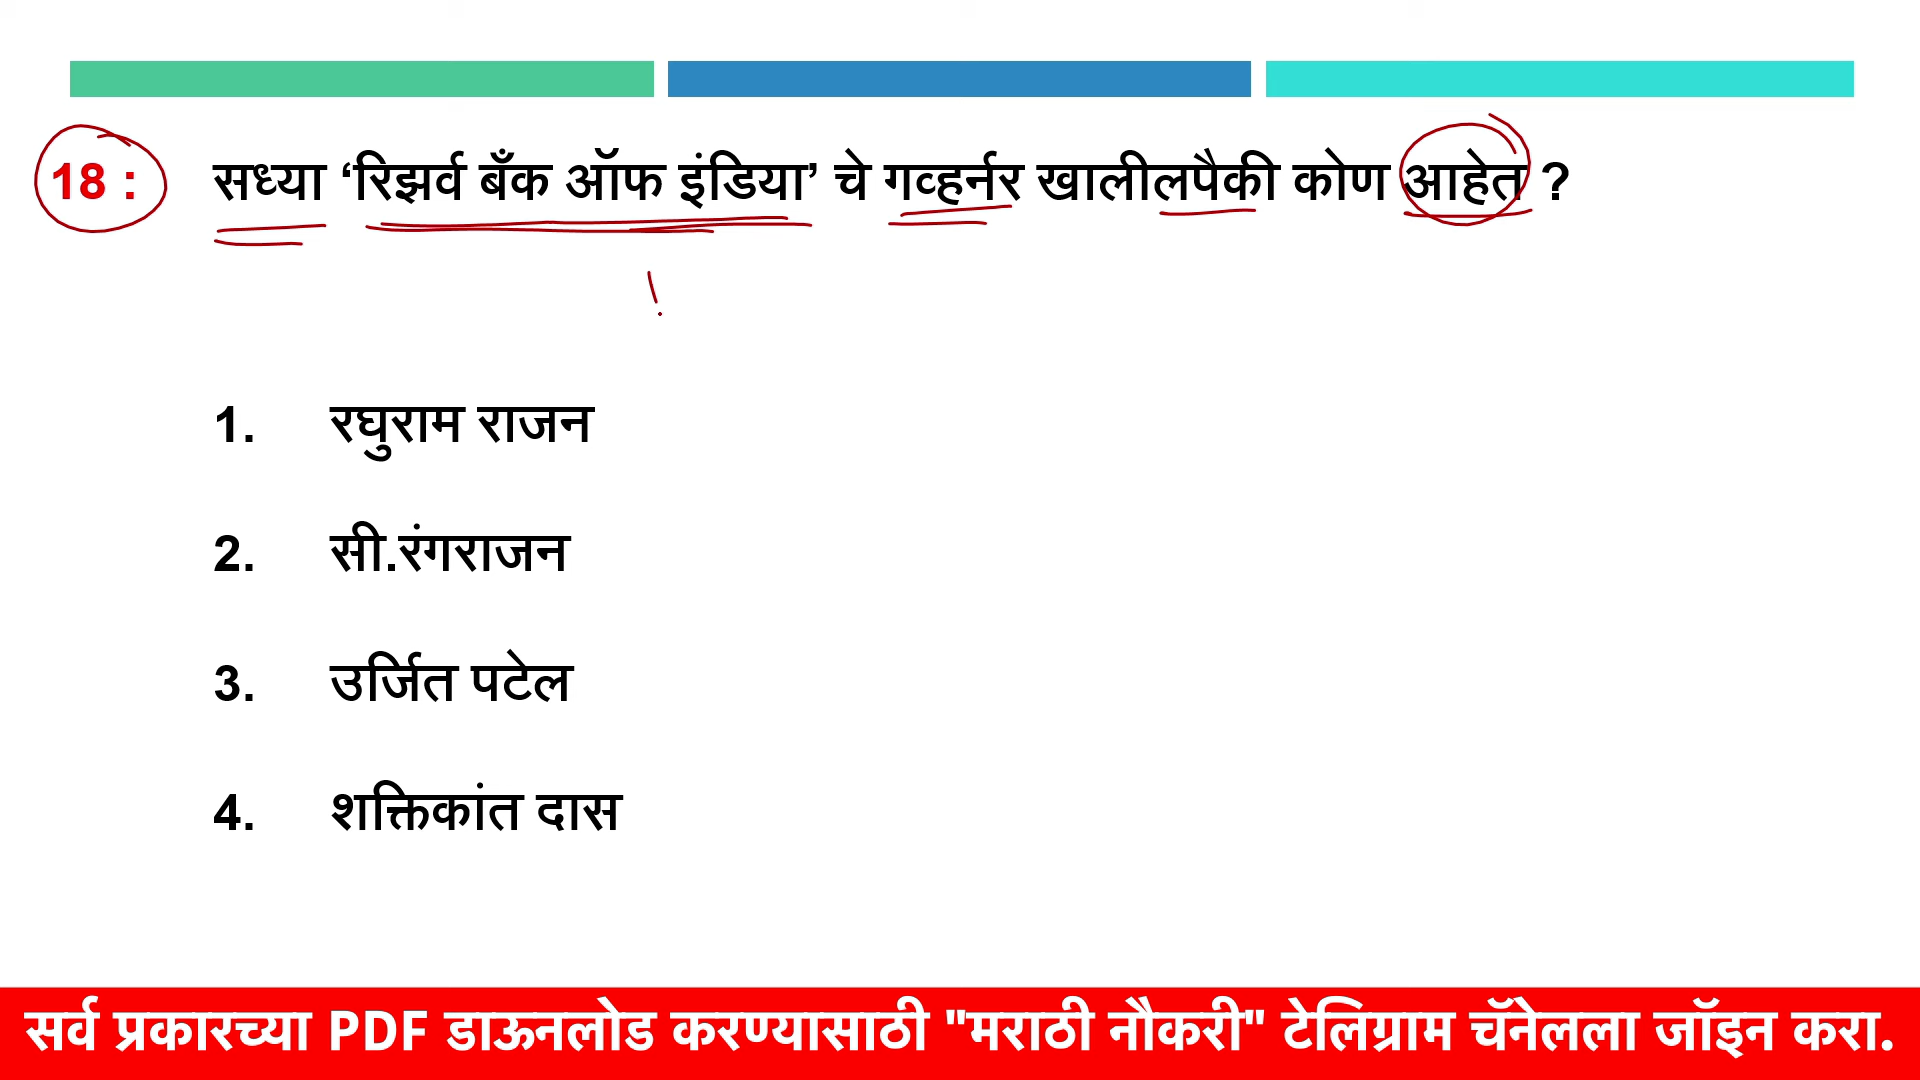 18 : सध्या ‘रिझर्व बँक ऑफ इंडिया’ चे गव्हर्नर खालीलपैकी कोण आहेत ?
1. रघुराम राजन
2. सी.रंगराजन
3. उर्जित पटेल
4. शक्तिकांत दास
सर्व प्रकारच्या PDF डाऊनलोड करण्यासाठी "मराठी नौकरी" टेलिग्राम चॅनेलला जॉइन करा.